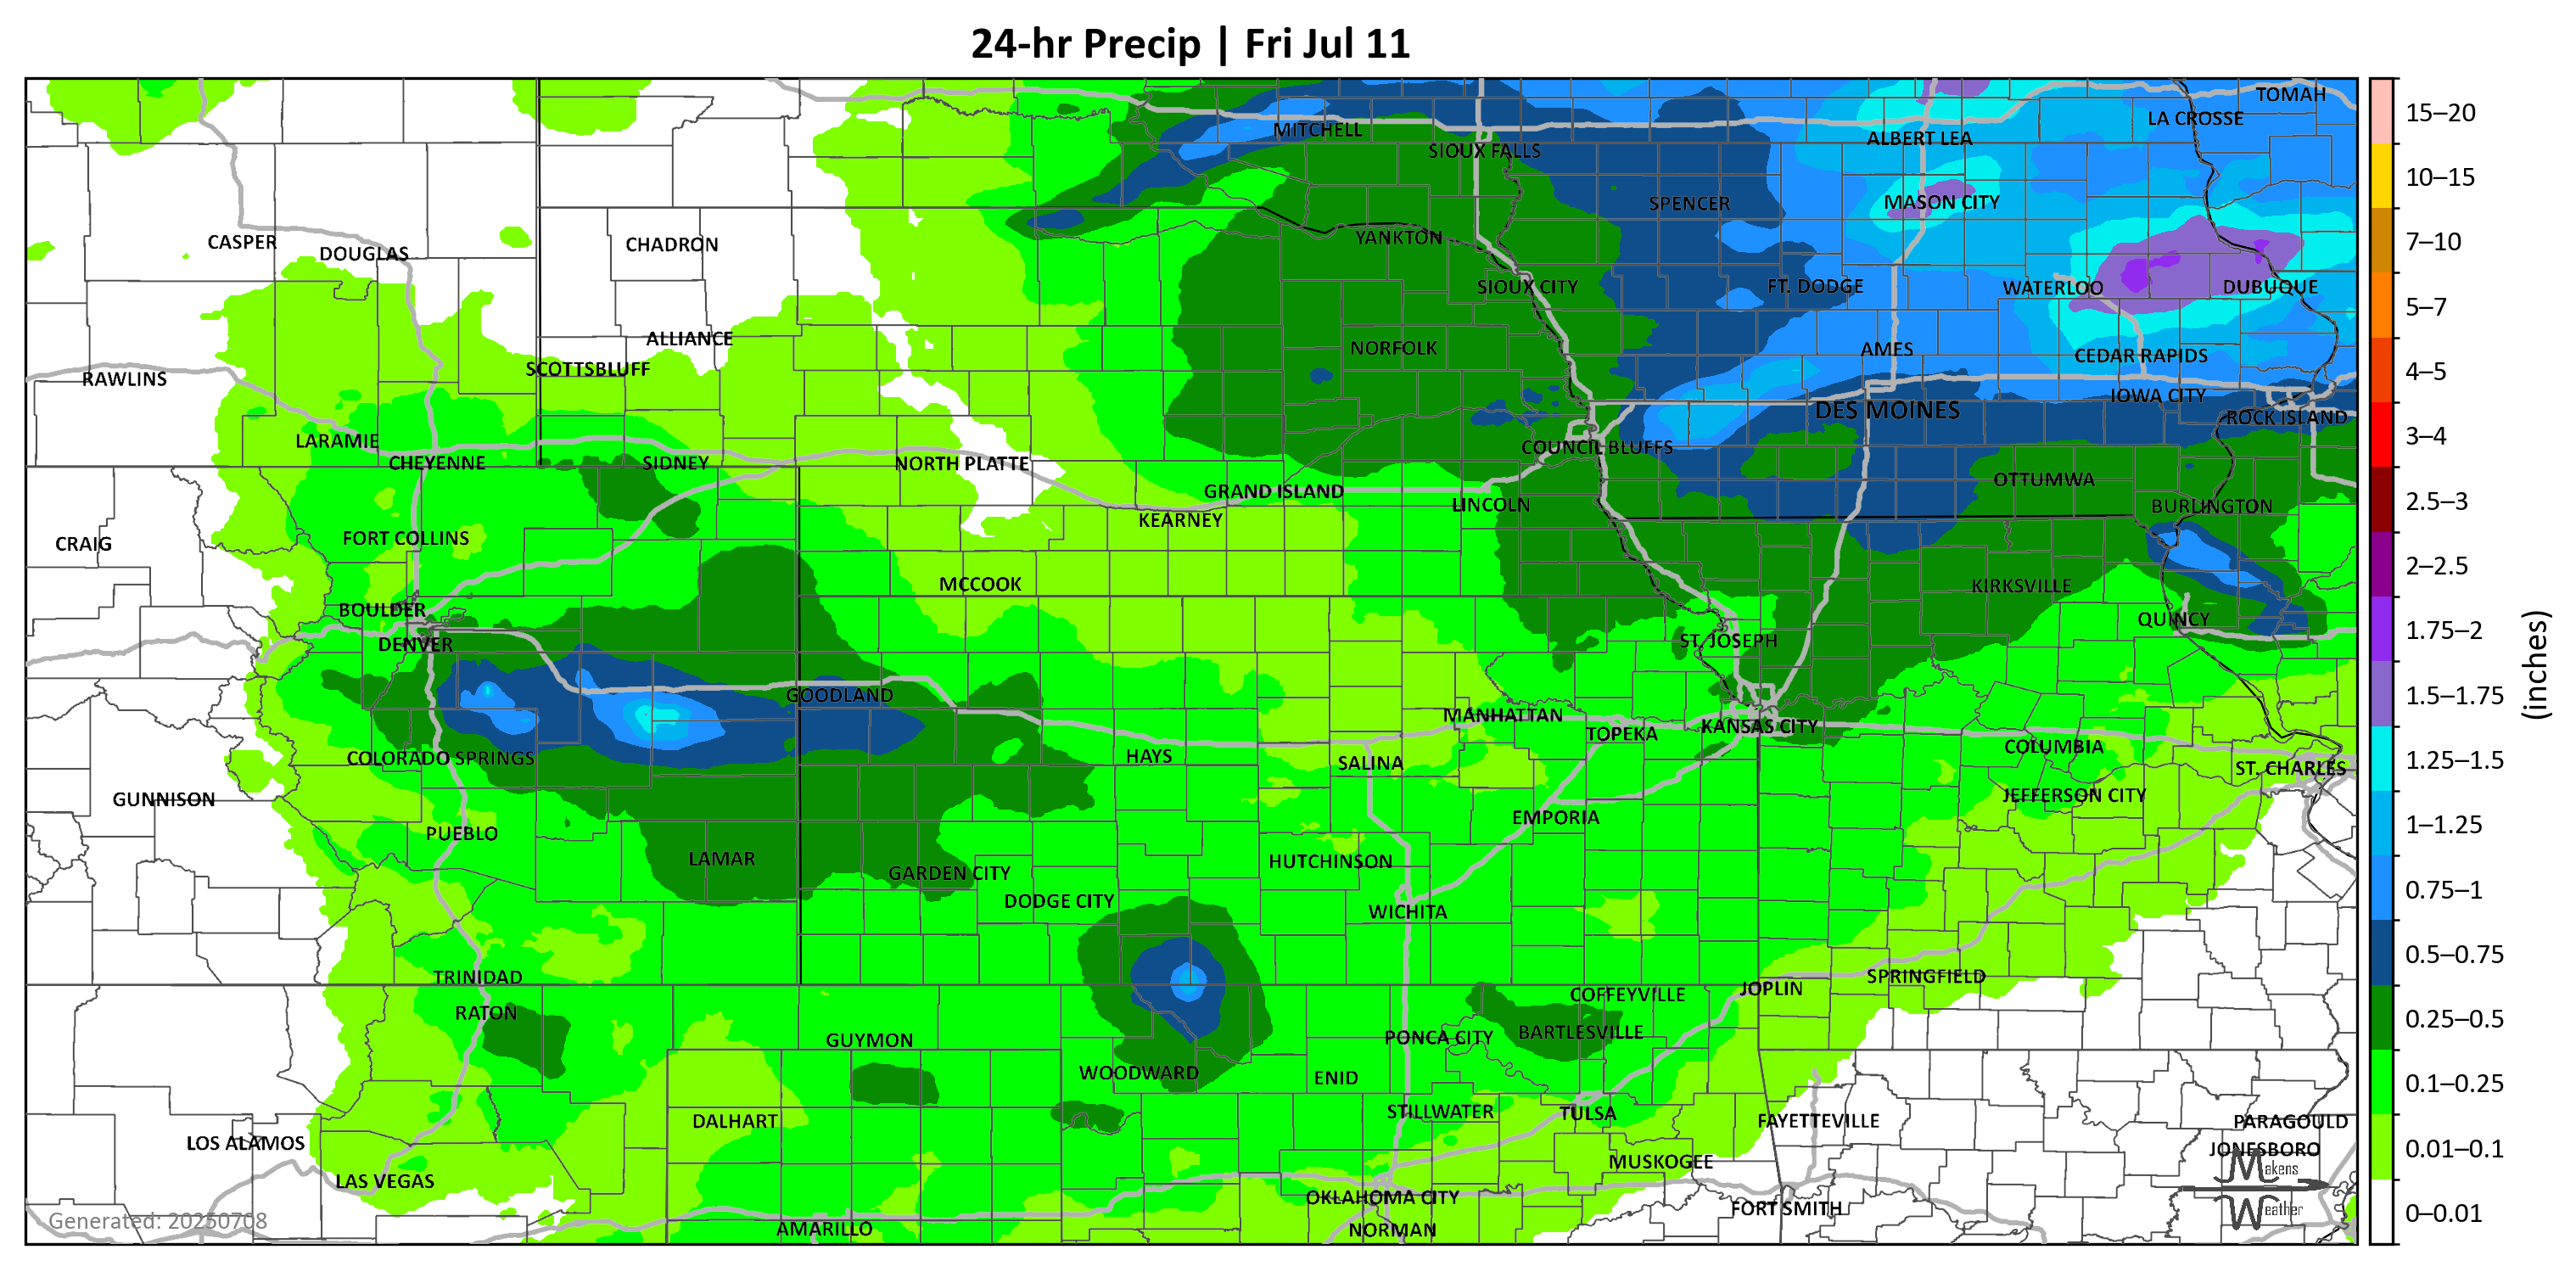 24-hr Precip | Fri Jul 11
TOMAH
LA CROSSE
MITCHELL
ALBERT LEA
SIOUX FALLS
MASON CITY
SPENCER
YANKTON
CASPER
CHADRON
DOUGLAS
SIOUX CITY
FT. DODGE
WATERLOO
DUBUQUE
ALLIANCE
NORFOLK
AMES
CEDAR RAPIDS
SCOTTSBLUFF
RAWLINS
IOWA CITY
DES MOINES
ROCK ISLAND
LARAMIE
COUNCIL BLUFFS
CHEYENNE
SIDNEY
NORTH PLATTE
OTTUMWA
GRAND ISLAND
LINCOLN
BURLINGTON
KEARNEY
FORT COLLINS
CRAIG
MCCOOK
KIRKSVILLE
BOULDER
QUINCY
DENVER
ST. JOSEPH
GOODLAND
MANHATTAN
KANSAS CITY
TOPEKA
COLUMBIA
COLORADO SPRINGS
HAYS
SALINA
ST. CHARLES
GUNNISON
JEFFERSON CITY
EMPORIA
PUEBLO
LAMAR
HUTCHINSON
GARDEN CITY
DODGE CITY
WICHITA
TRINIDAD
SPRINGFIELD
JOPLIN
COFFEYVILLE
RATON
BARTLESVILLE
PONCA CITY
GUYMON
WOODWARD
ENID
STILLWATER
TULSA
DALHART
FAYETTEVILLE
PARAGOULD
LOS ALAMOS
JONESBORO
MUSKOGEE
LAS VEGAS
OKLAHOMA CITY
FORT SMITH
AMARILLO
NORMAN
Generated: 20250708
Makens
Weather
15–20
10–15
7–10
5–7
4–5
3–4
2.5–3
2–2.5
1.75–2
1.5–1.75
1.25–1.5
1–1.25
0.75–1
0.5–0.75
0.25–0.5
0.1–0.25
0.01–0.1
0–0.01
(inches)